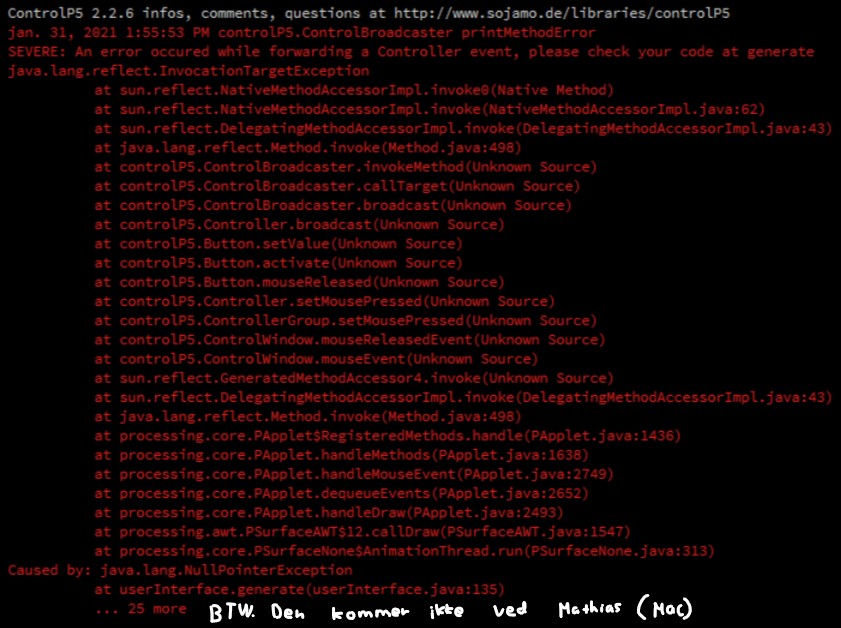 ControlP5 2.2.6 infos, comments, questions at http://www.sojamo.de/libraries/controlP5
jan. 31, 2021 1:55:53 PM controlP5.ControlBroadcaster printMethodError
SEVERE: An error occured while forwarding a Controller event, please check your code at generate
java.lang.reflect.InvocationTargetException
at sun.reflect.NativeMethodAccessorImpl.invoke0(Native Method)
at sun.reflect.NativeMethodAccessorImpl.invoke(NativeMethodAccessorImpl.java:62)
at sun.reflect.DelegatingMethodAccessorImpl.invoke(DelegatingMethodAccessorImpl.java:43)
at java.lang.reflect.Method.invoke(Method.java:498)
at controlP5.ControlBroadcaster.invokeMethod(Unknown Source)
at controlP5.ControlBroadcaster.callTarget(Unknown Source)
at controlP5.ControlBroadcaster.broadcast(Unknown Source)
at controlP5.Controller.broadcast(Unknown Source)
at controlP5.Button.setValue(Unknown Source)
at controlP5.Button.activate(Unknown Source)
at controlP5.Button.mouseReleased(Unknown Source)
at controlP5.Controller.setMousePressed(Unknown Source)
at controlP5.ControllerGroup.setMousePressed(Unknown Source)
at controlP5.ControlWindow.mouseReleasedEvent(Unknown Source)
at controlP5.ControlWindow.mouseEvent(Unknown Source)
at sun.reflect.GeneratedMethodAccessor4.invoke(Unknown Source)
at sun.reflect.DelegatingMethodAccessorImpl.invoke(DelegatingMethodAccessorImpl.java:43)
at java.lang.reflect.Method.invoke(Method.java:498)
at processing.core.PApplet$RegisteredMethods.handle(PApplet.java:1436)
at processing.core.PApplet.handleMethods(PApplet.java:1638)
at processing.core.PApplet.handleMouseEvent(PApplet.java:2749)
at processing.core.PApplet.dequeueEvents(PApplet.java:2652)
at processing.core.PApplet.handleDraw(PApplet.java:2493)
at processing.awt.PSurfaceAWT$12.callDraw(PSurfaceAWT.java:1547)
at processing.core.PSurfaceNone$AnimationThread.run(PSurfaceNone.java:313)
Caused by: java.lang.NullPointerException
at userInterface.generate(userInterface.java:135)
... 25 more BTW. Den kommer ikke ved Mathias (Mac)